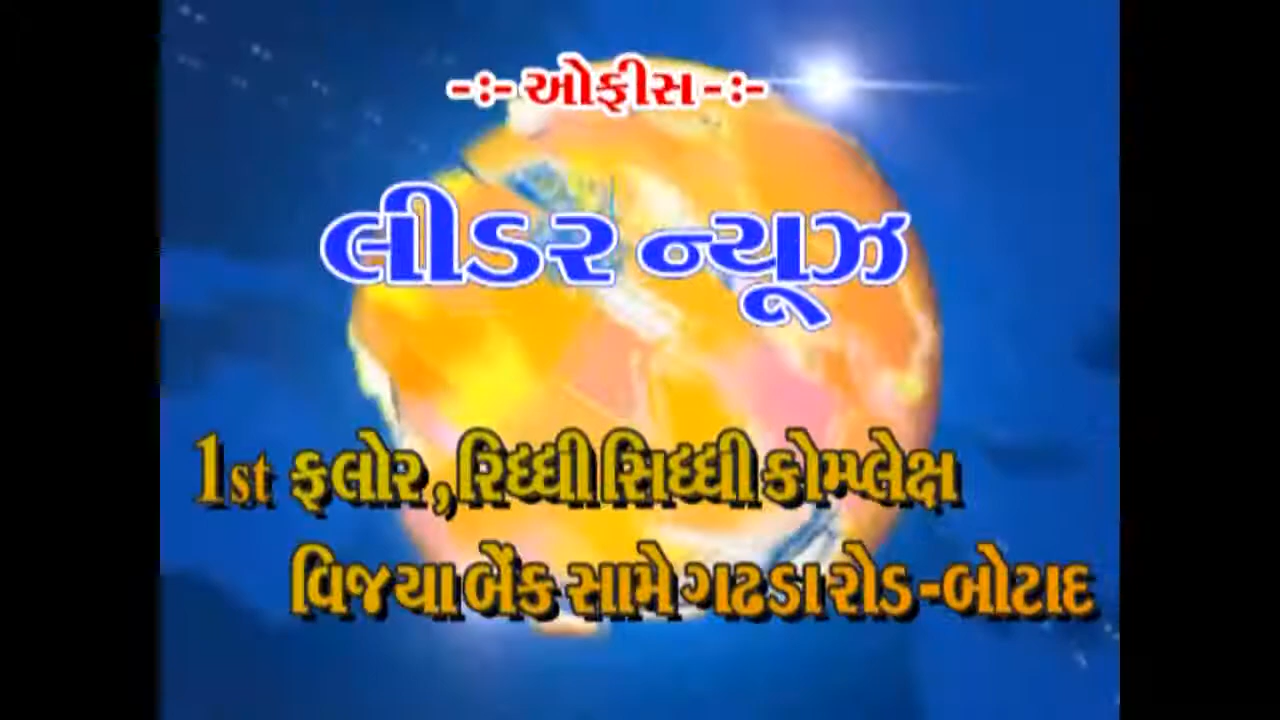 -ઃ- ઓફીસ -ઃ-
લીડર ન્યૂઝ
1st ફલોર, રિધ્ધી સિધ્ધી કોમ્પ્લેક્ષ
વિજયા બેંક સામે ગઢડા રોડ -બોટાદ